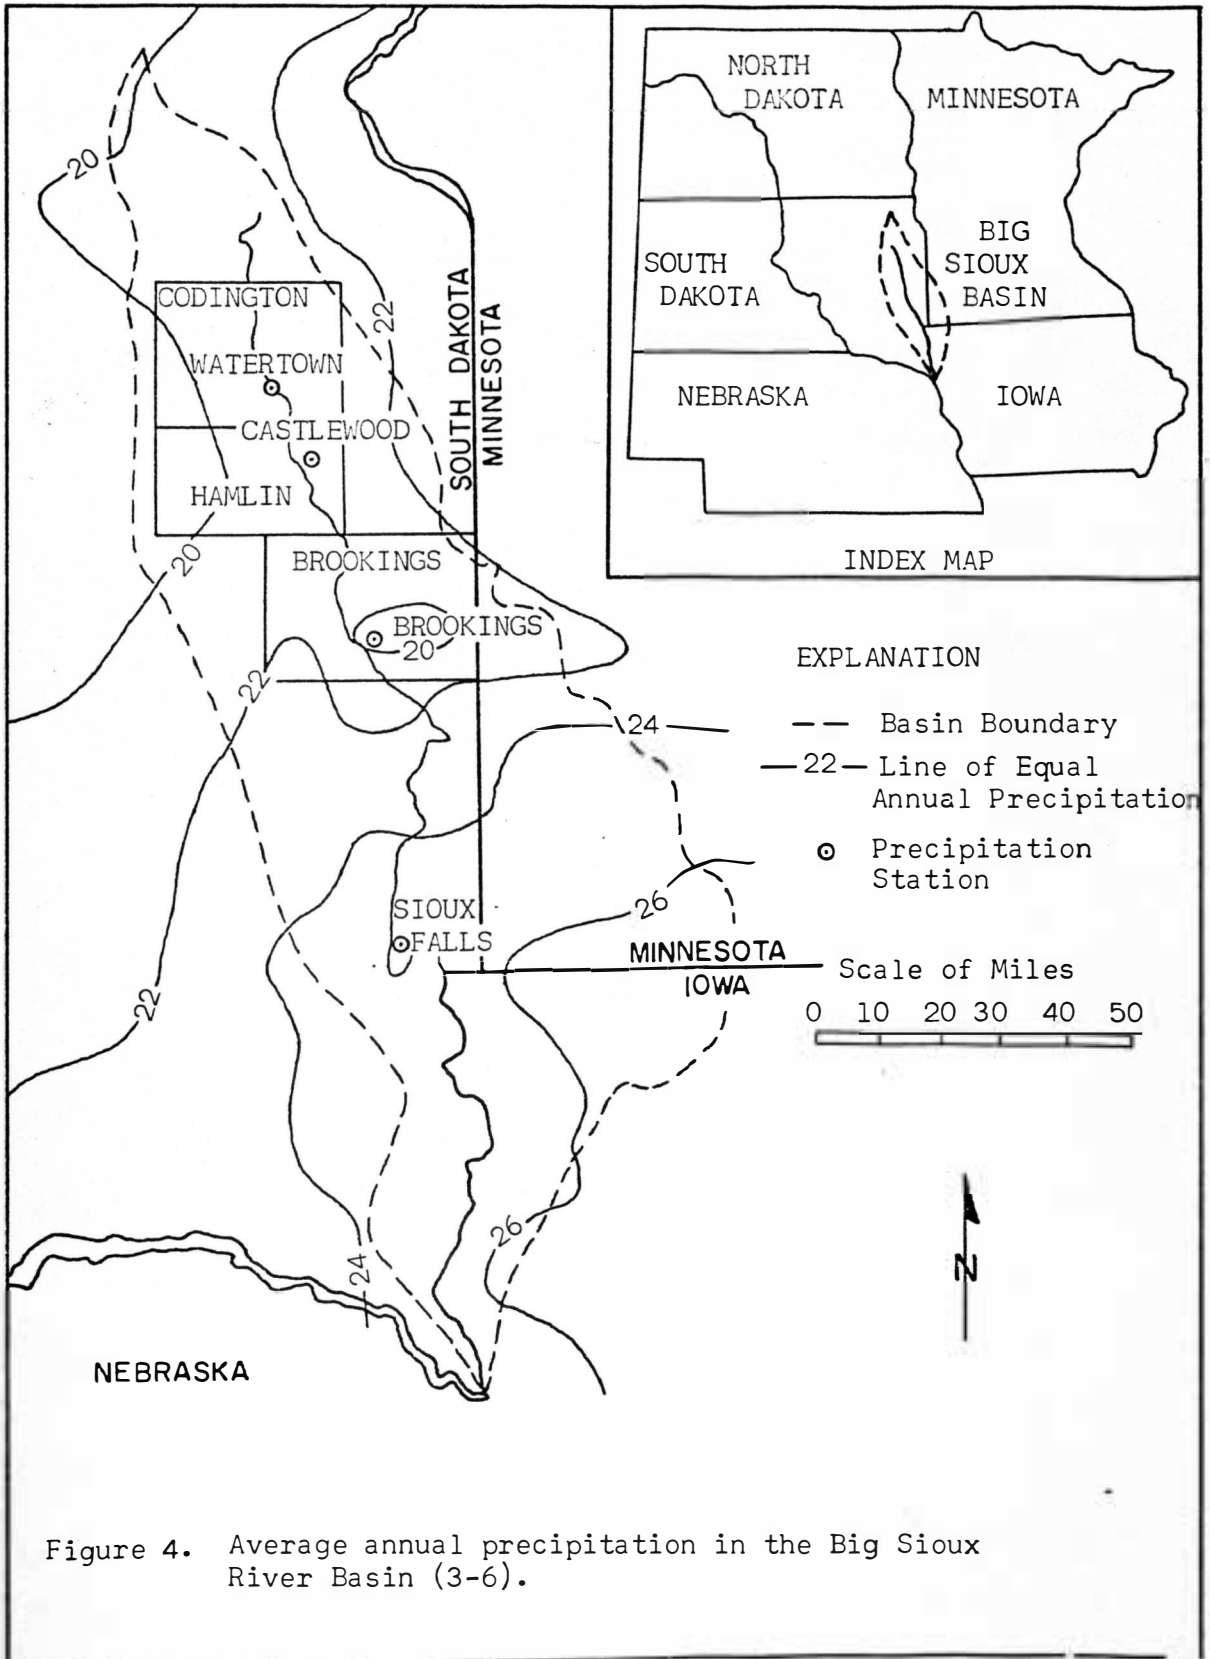 NORTH
DAKOTA
MINNESOTA
SOUTH
DAKOTA
BIG
SIOUX
BASIN
NEBRASKA
IOWA
INDEX MAP
20
22
CODINGTON
SOUTH DAKOTA
MINNESOTA
WATERTOWN
CASTLEWOOD
HAMLIN
20
BROOKINGS
BROOKINGS
20
22
24
26
SIOUX
FALLS
MINNESOTA
IOWA
22
26
24
NEBRASKA
EXPLANATION
Basin Boundary
22 Line of Equal
Annual Precipitation
Precipitation
Station
Scale of Miles
0 10 20 30 40 50
N
Figure 4. Average annual precipitation in the Big Sioux
River Basin (3-6).